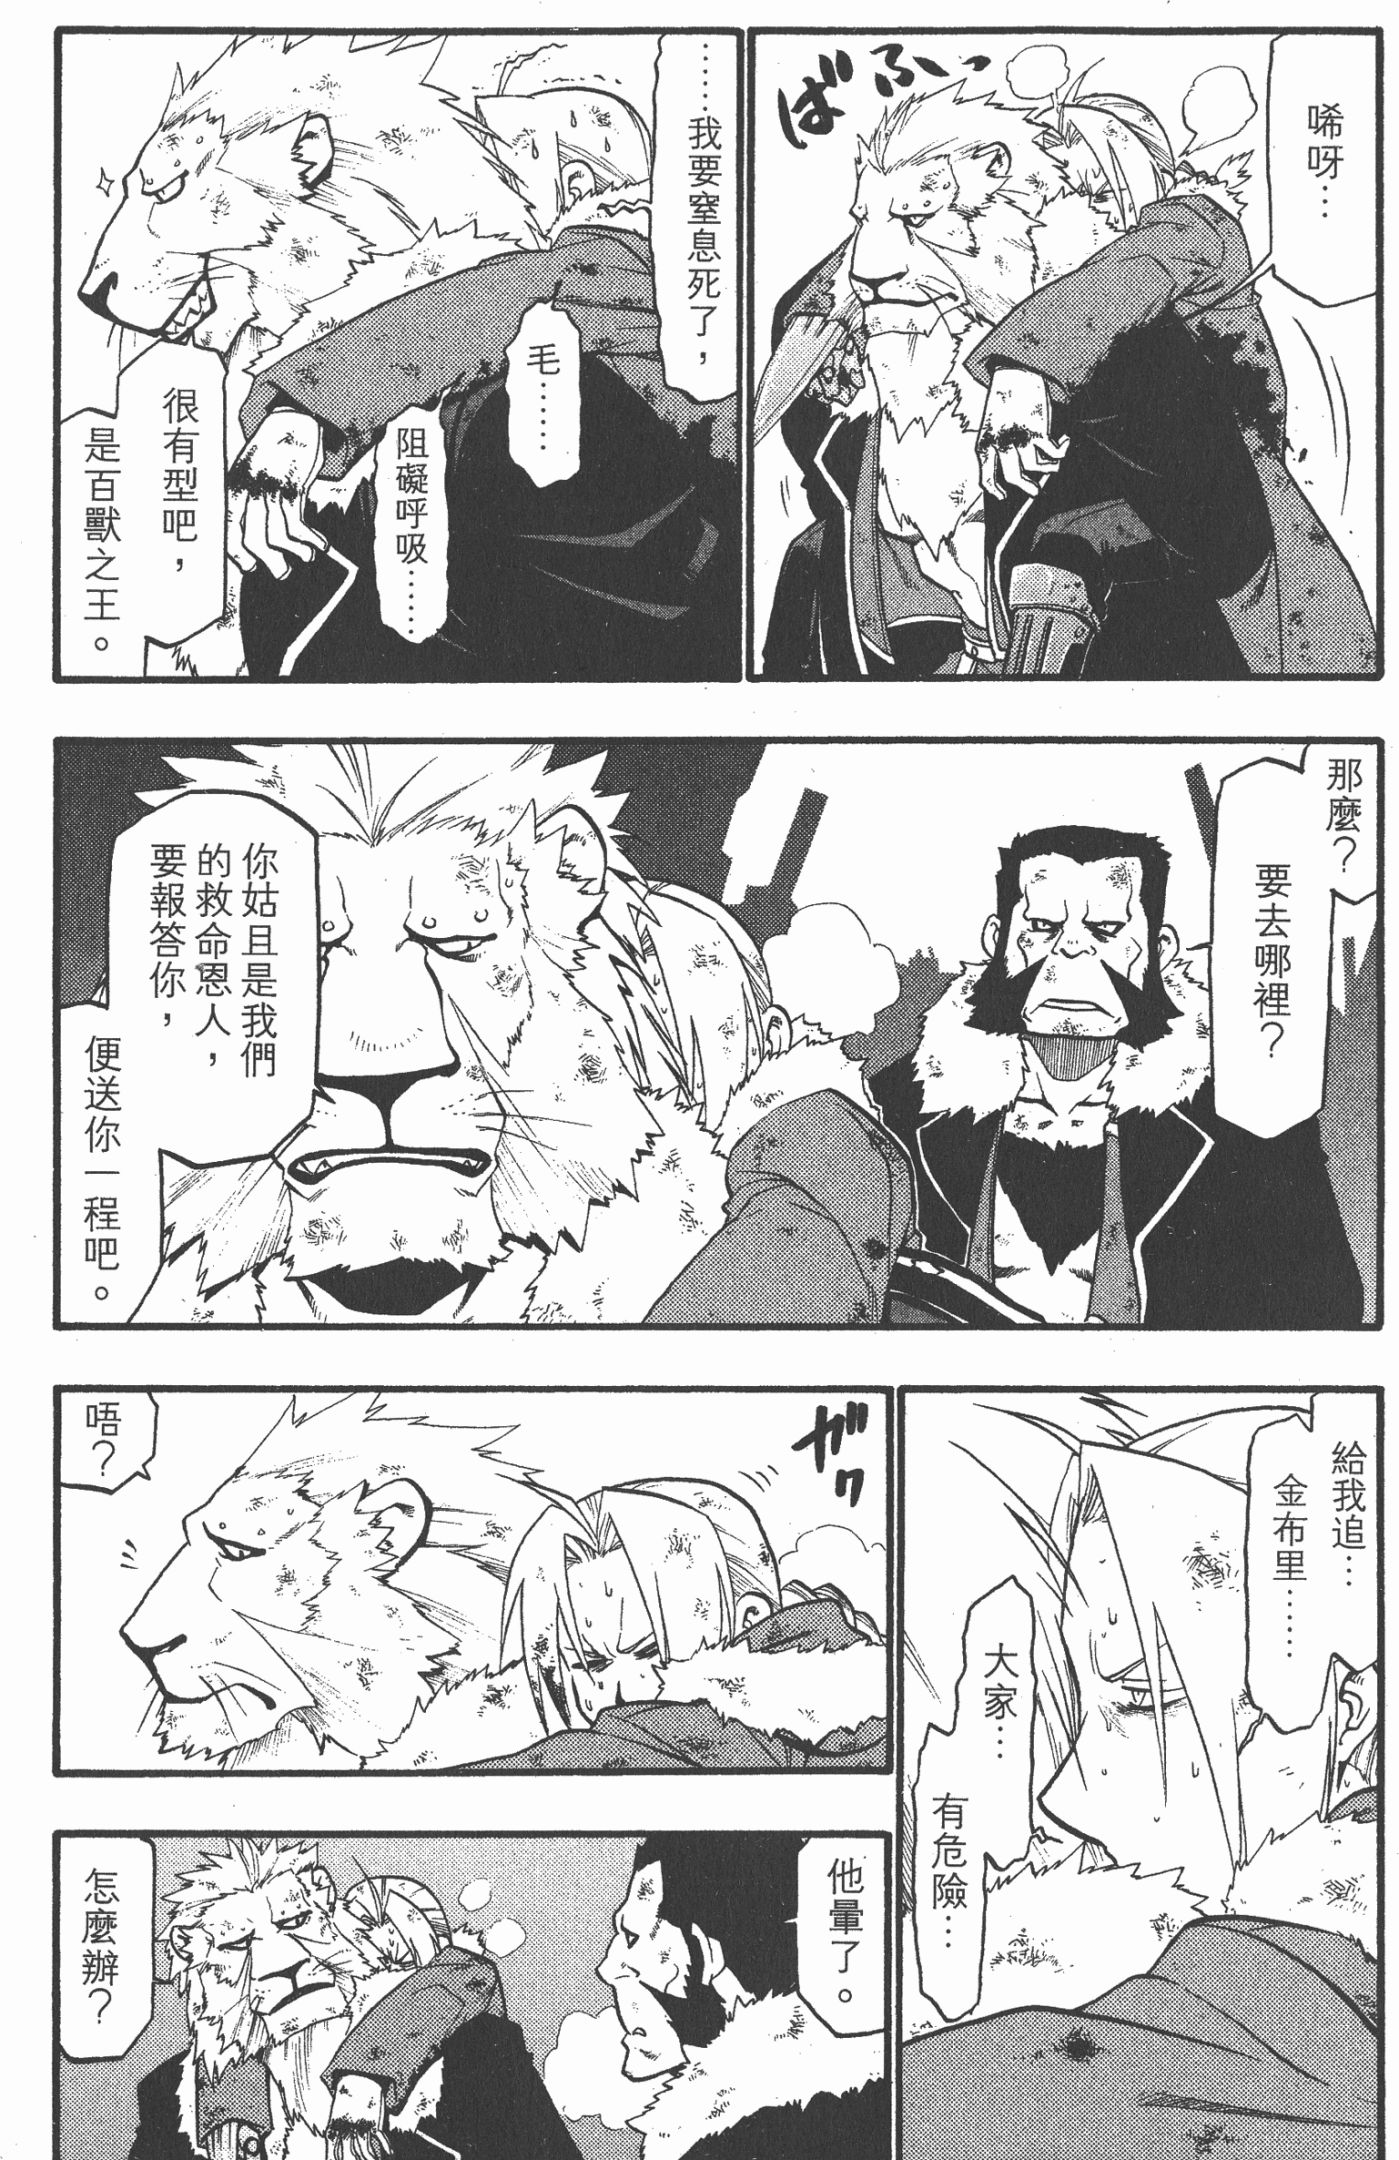 唏呀…
ばふっ
……我要窒息死了，
毛……
阻礙呼吸……
很有型吧，
是百獸之王。
那麼？
要去哪裡？
你姑且是我們
的救命恩人，
要報答你，
便送你一程吧。
給我追…
金布里……
大家…
有危險…
ガク
唔？
他暈了。
怎麼辦？